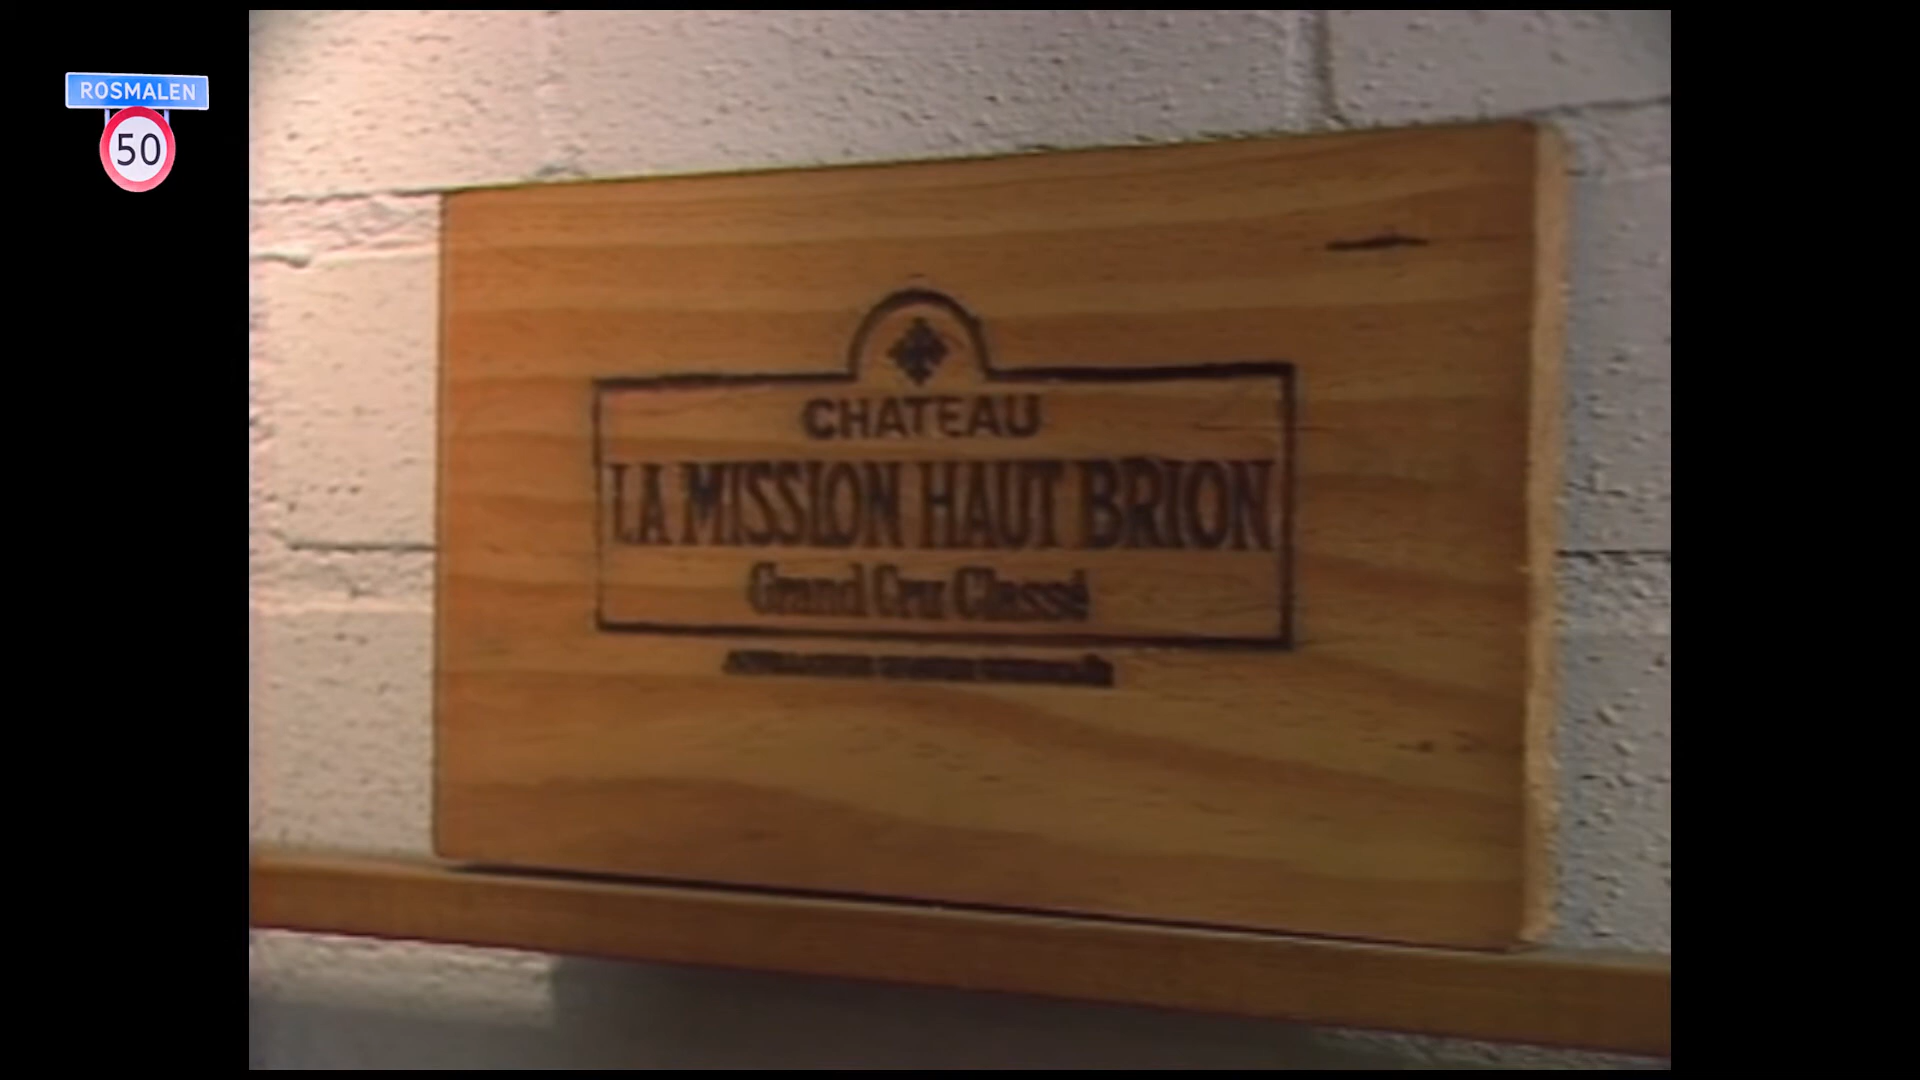 ROSMALEN
50
CHATEAU
LA MISSION HAUT BRION
Grand Cru Classé